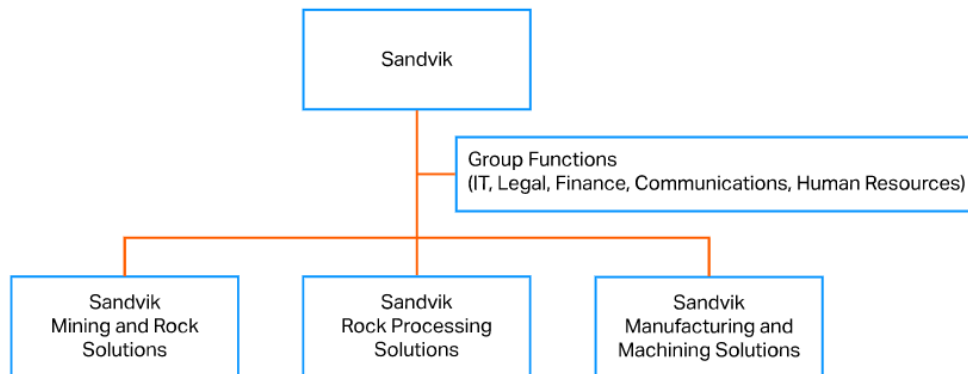 Sandvik
Group Functions
(IT, Legal, Finance, Communications, Human Resources)
Sandvik
Mining and Rock
Solutions
Sandvik
Rock Processing
Solutions
Sandvik
Manufacturing and
Machining Solutions